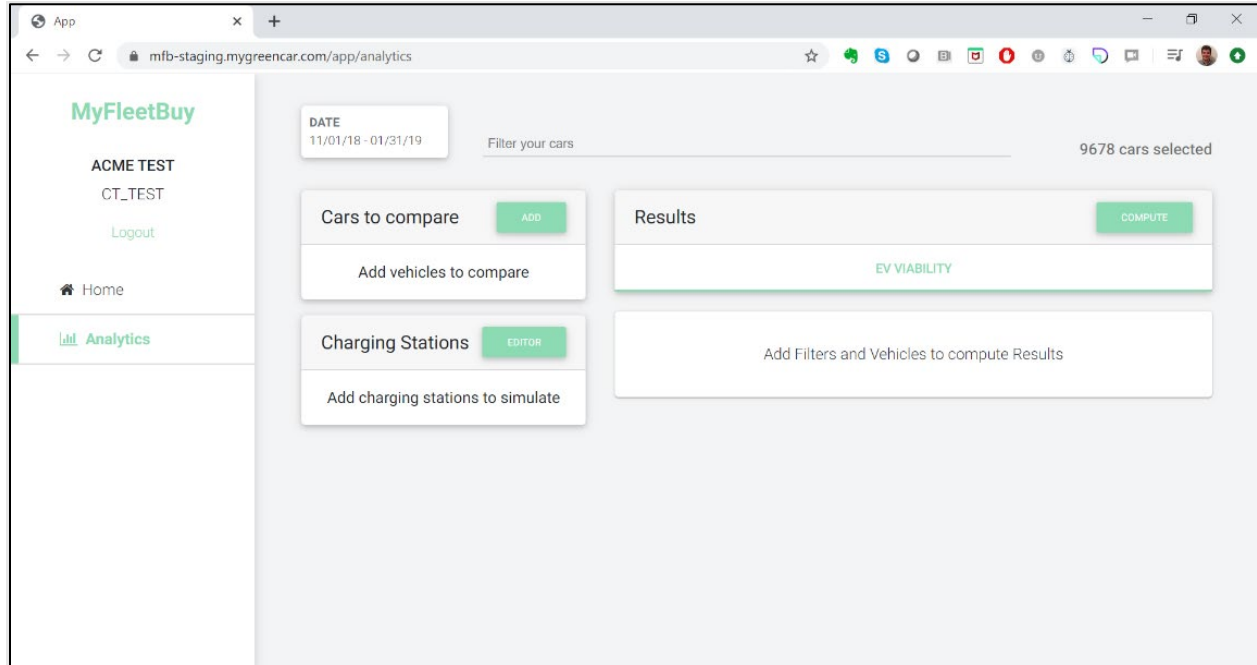 App
mfb-staging.mygreencar.com/app/analytics
MyFleetBuy
ACME TEST
CT_TEST
Logout
Home
Analytics
DATE
11/01/18 - 01/31/19
Filter your cars
9678 cars selected
Cars to compare
ADD
Add vehicles to compare
Charging Stations
EDITOR
Add charging stations to simulate
Results
COMPUTE
EV VIABILITY
Add Filters and Vehicles to compute Results